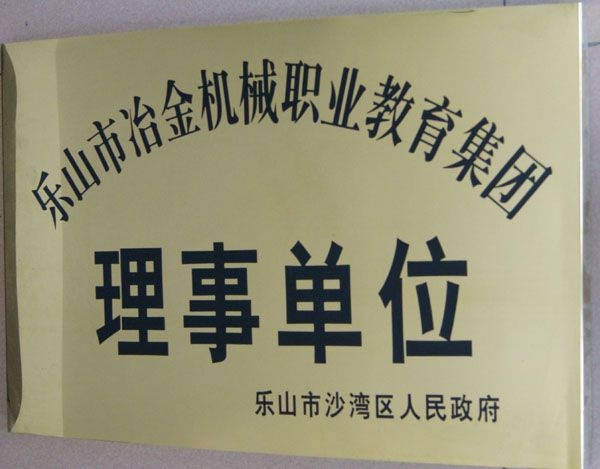 乐山市冶金机械职业教育集团
理事单位
乐山市沙湾区人民政府